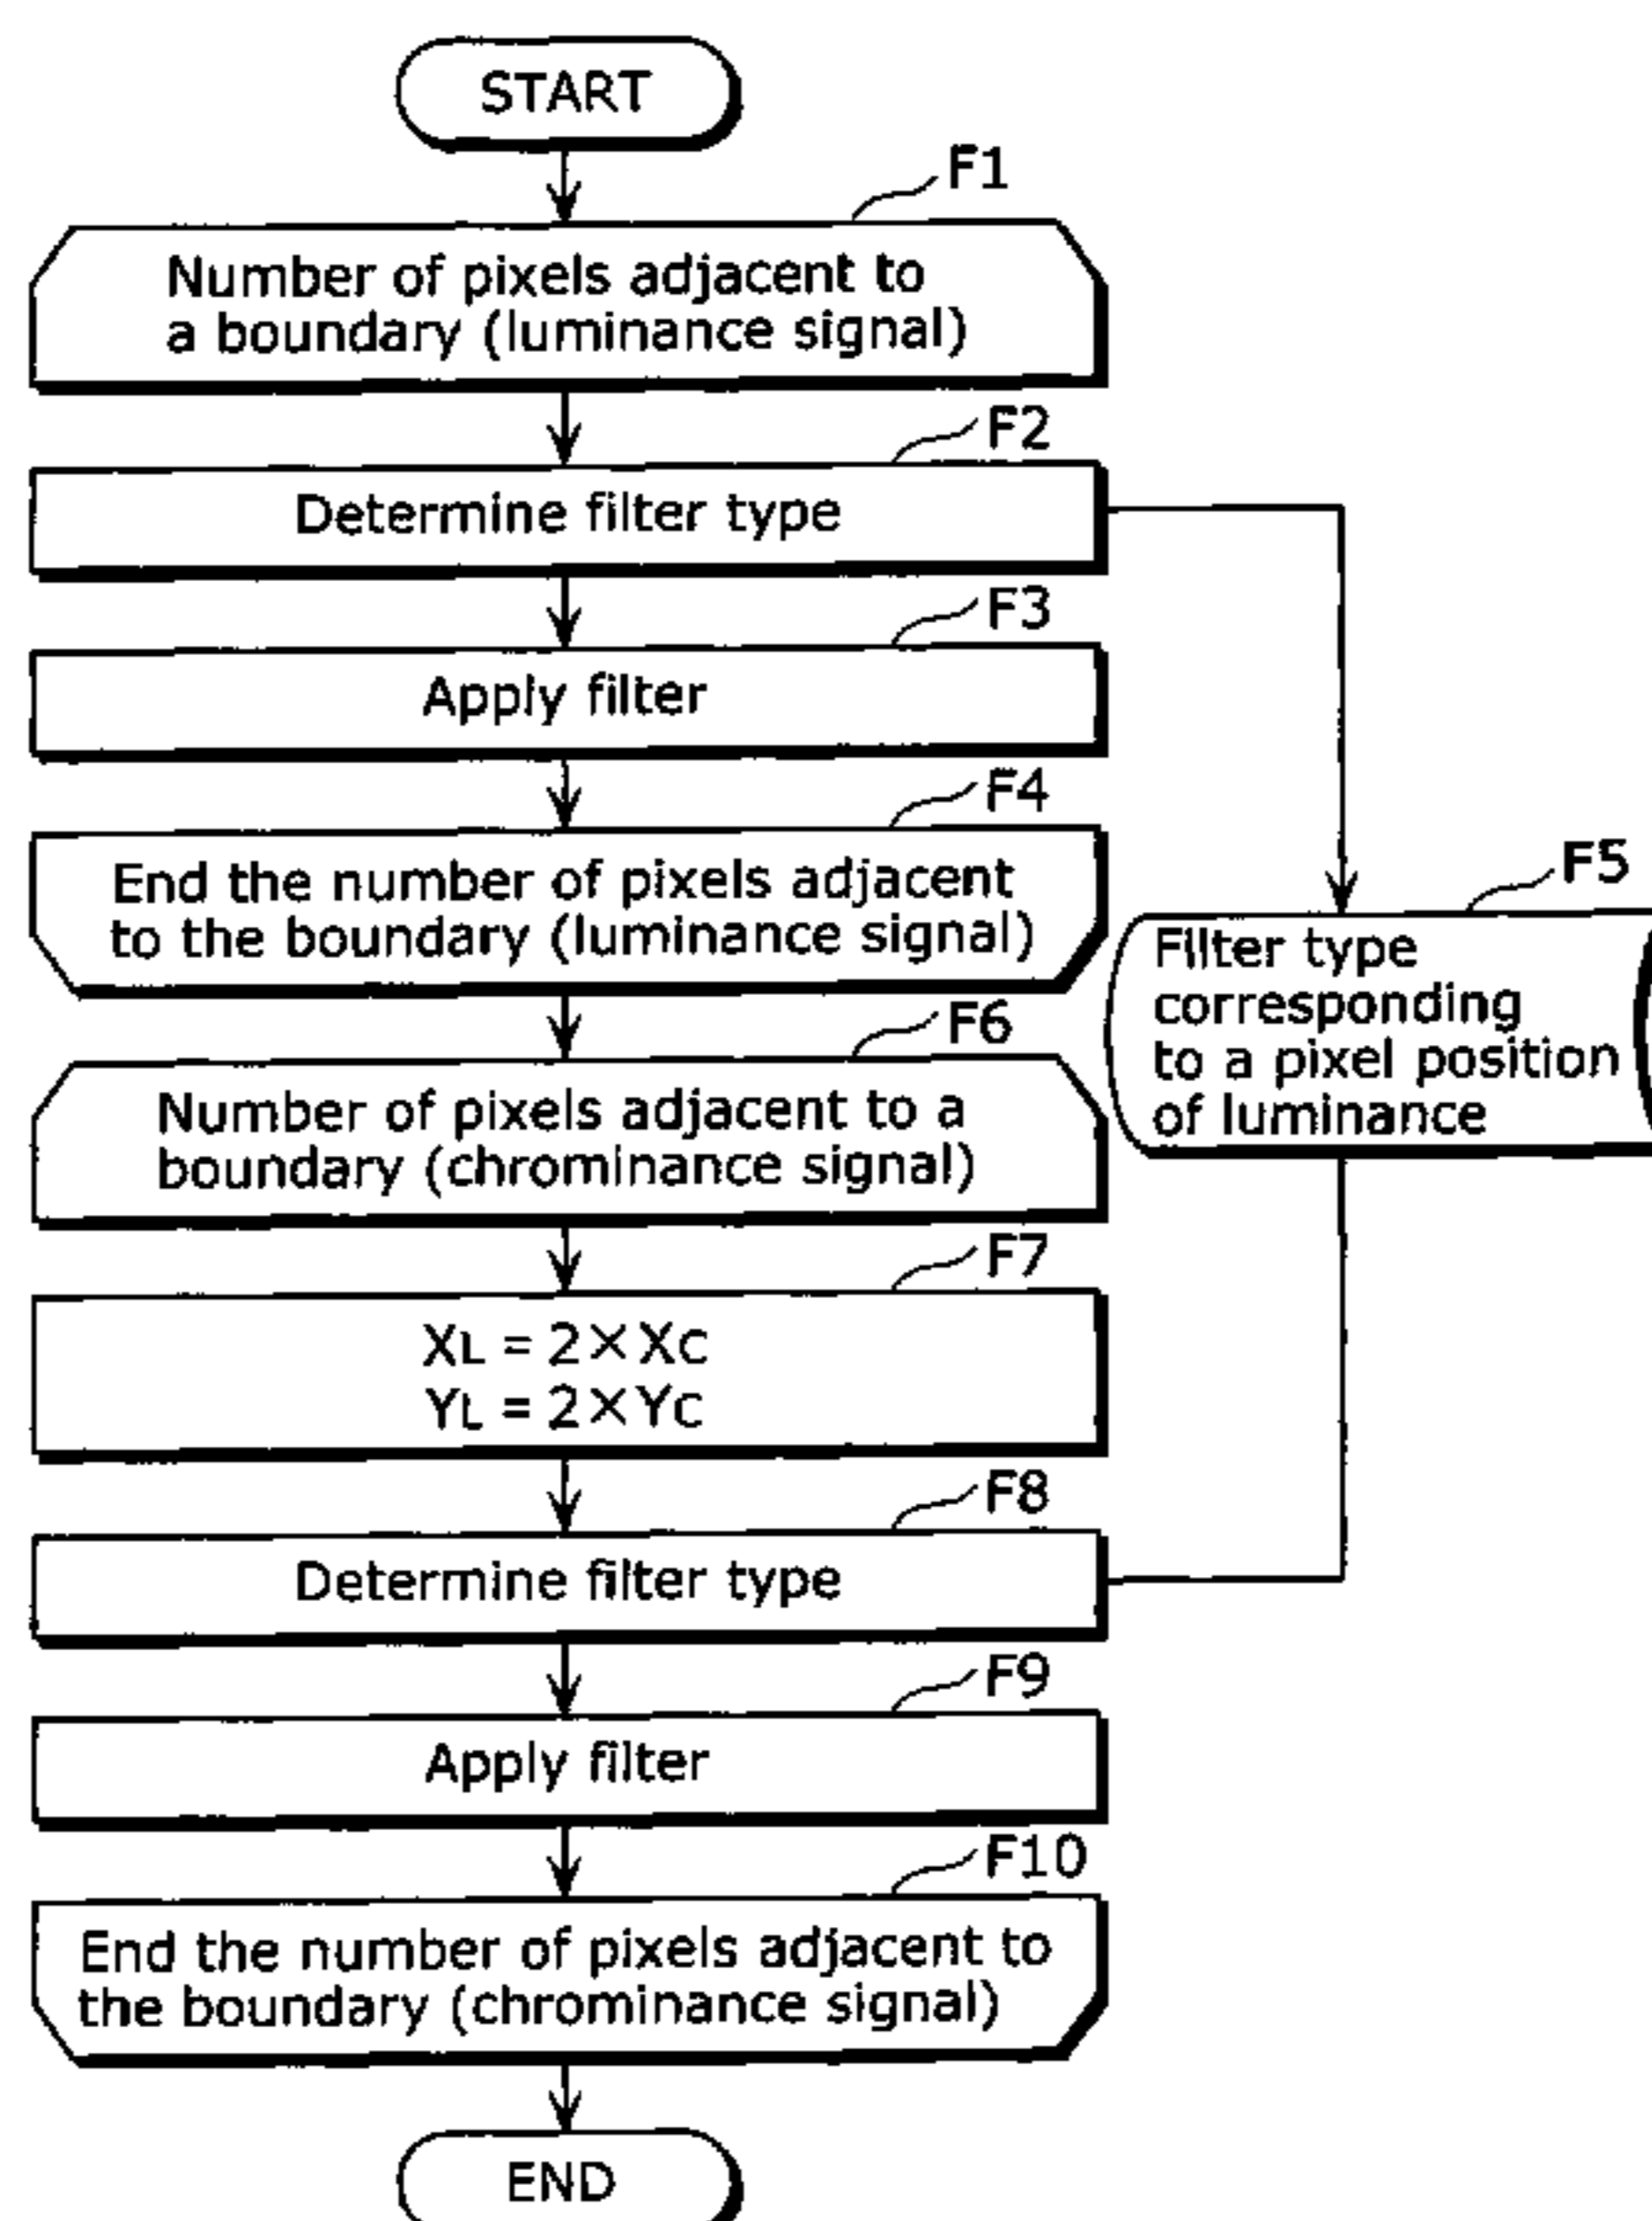 START
F1
Number of pixels adjacent to
a boundary (luminance signal)
F2
Determine filter type
F3
Apply filter
F4
End the number of pixels adjacent
to the boundary (luminance signal)
F5
Filter type
corresponding
to a pixel position
of luminance
F6
Number of pixels adjacent to a
boundary (chrominance signal)
F7
XL = 2×XC
YL = 2×YC
F8
Determine filter type
F9
Apply filter
F10
End the number of pixels adjacent to
the boundary (chrominance signal)
END